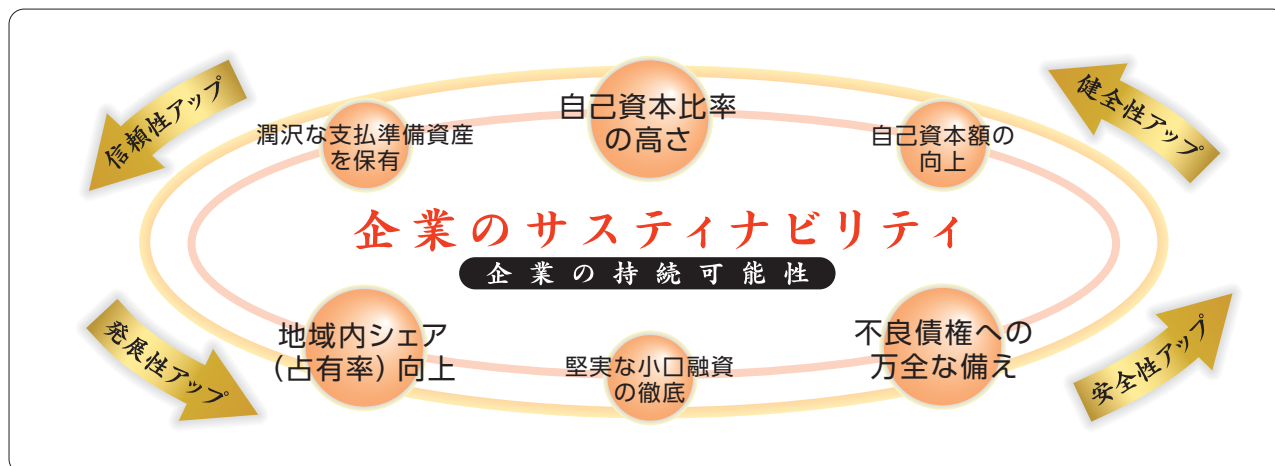 信頼性アップ
健全性アップ
潤沢な支払準備資産
を保有
自己資本比率
の高さ
自己資本額の
向上
企業のサスティナビリティ
企業の持続可能性
発展性アップ
地域内シェア
(占有率) 向上
堅実な小口融資
の徹底
不良債権への
万全な備え
安全性アップ